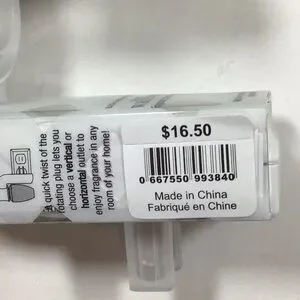 $16.50
0 667550 993840
Made in China
Fabriqué en Chine
A quick twist of the
rotating plug lets you
choose a vertical or
horizontal outlet to
enjoy fragrance in any
room of your home!